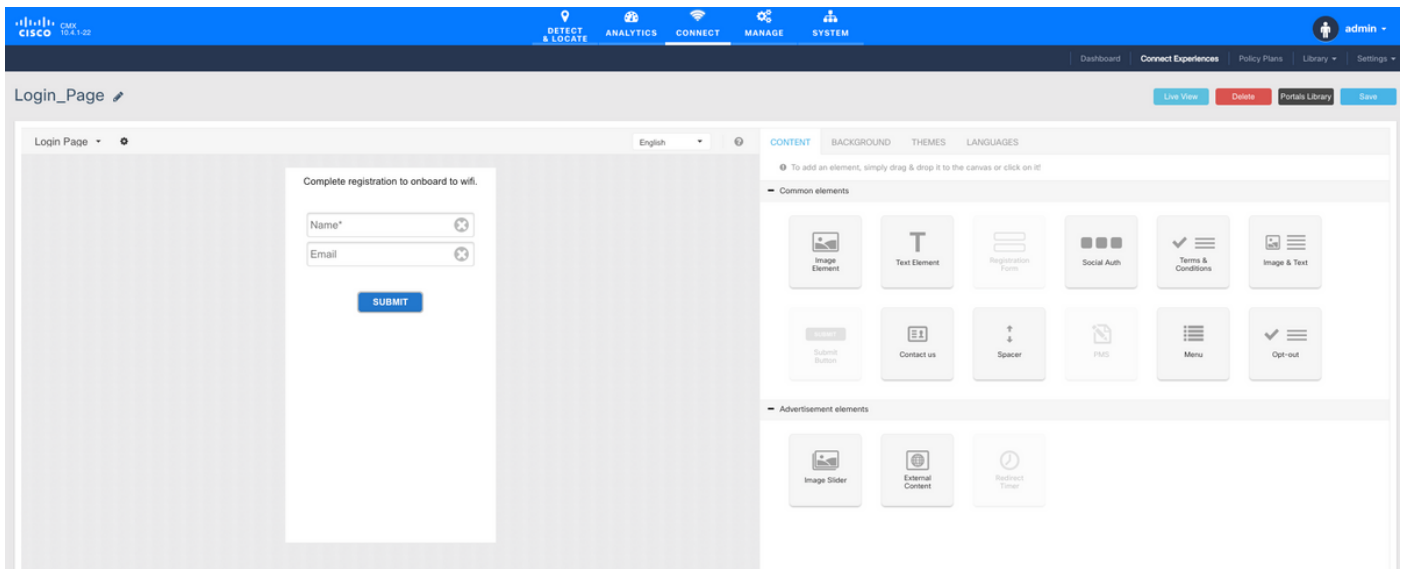 CISCO CMX 10.4.1-22
DETECT & LOCATE
ANALYTICS
CONNECT
MANAGE
SYSTEM
admin
Dashboard
Connect Experiences
Policy Plans
Library
Settings
Login_Page
Live View
Delete
Portals Library
Save
Login Page
English
CONTENT
BACKGROUND
THEMES
LANGUAGES
To add an element, simply drag & drop it to the canvas or click on it!
Complete registration to onboard to wifi.
Name*
Email
SUBMIT
Common elements
Image
Element
T
Text Element
Registration
Form
Social Auth
Terms &
Conditions
Image & Text
SUBMIT
Submit
Button
Contact us
Spacer
PMS
Menu
Opt-out
Advertisement elements
Image Slider
External
Content
Redirect
Timer